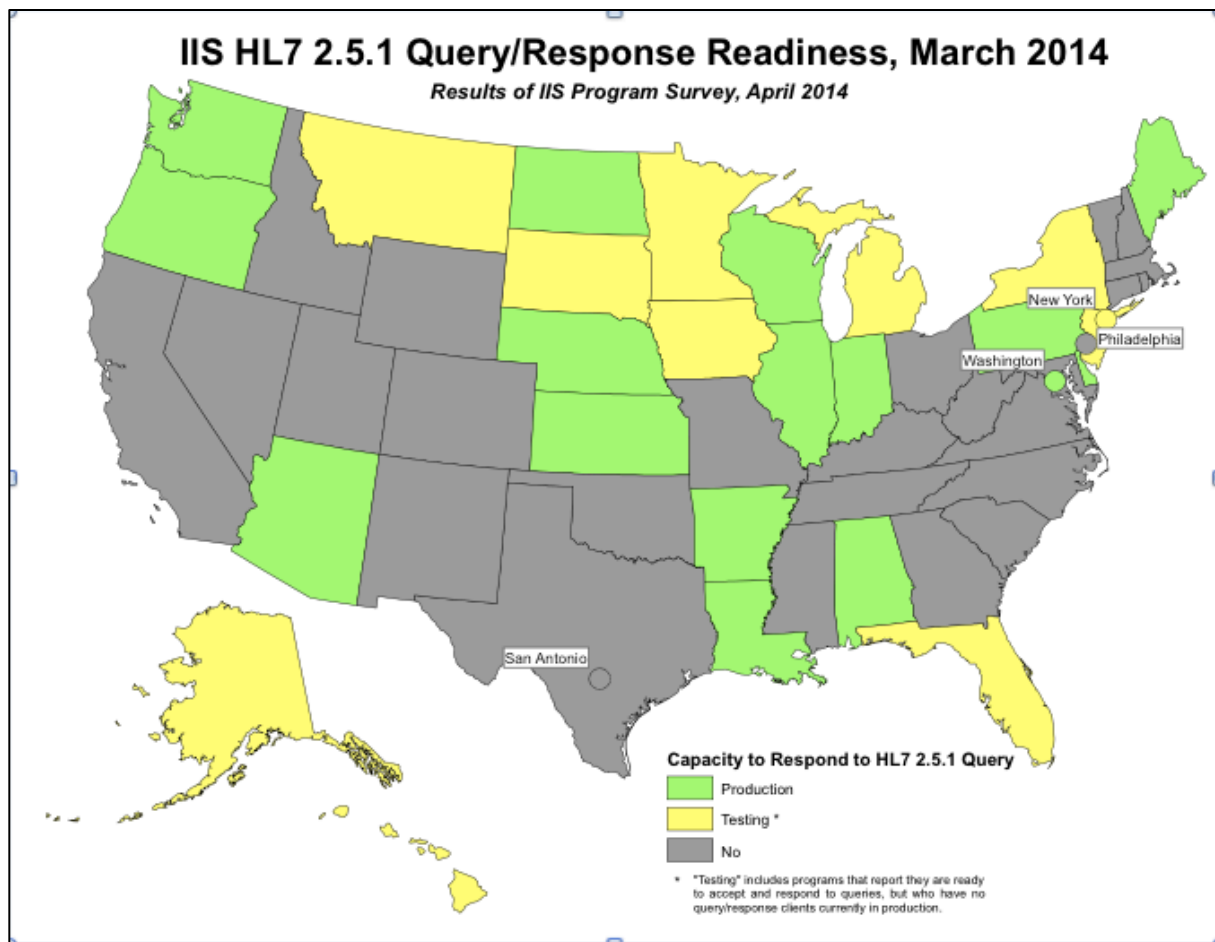 IIS HL7 2.5.1 Query/Response Readiness, March 2014
Results of IIS Program Survey, April 2014
New York
Philadelphia
Washington
San Antonio
Capacity to Respond to HL7 2.5.1 Query
Production
Testing *
No
* "Testing" includes programs that report they are ready
to accept and respond to queries, but who have no
query/response clients currently in production.